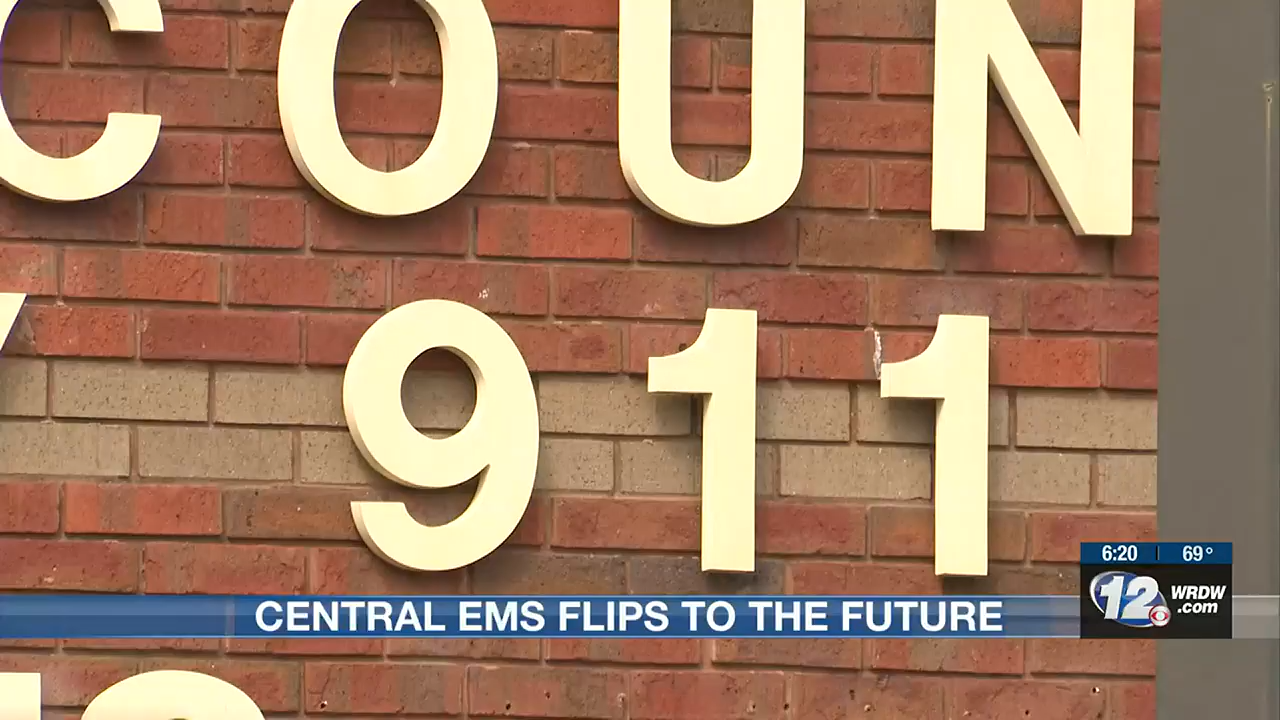 COUN
911
6:20 69°
CENTRAL EMS FLIPS TO THE FUTURE
12 WRDW
.com